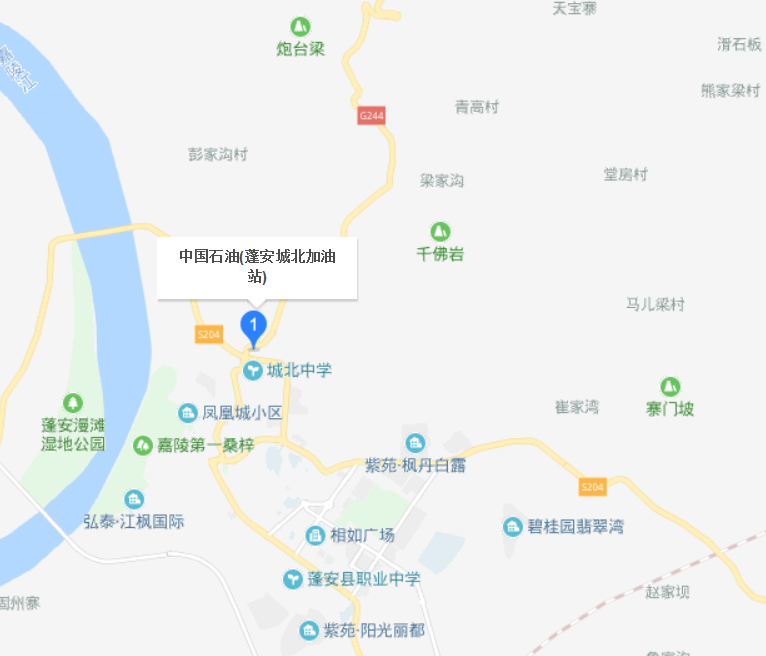 天宝寨
炮台梁
滑石板
嘉陵江
熊家梁村
青高村
G244
彭家沟村
梁家沟
堂房村
千佛岩
中国石油(蓬安城北加油
站)
马儿梁村
1
S204
城北中学
寨门坡
崔家湾
凤凰城小区
蓬安漫滩
湿地公园
嘉陵第一桑梓
紫苑·枫丹白露
S204
弘泰·江枫国际
碧桂园翡翠湾
相如广场
蓬安县职业中学
赵家坝
固州寨
紫苑·阳光丽都